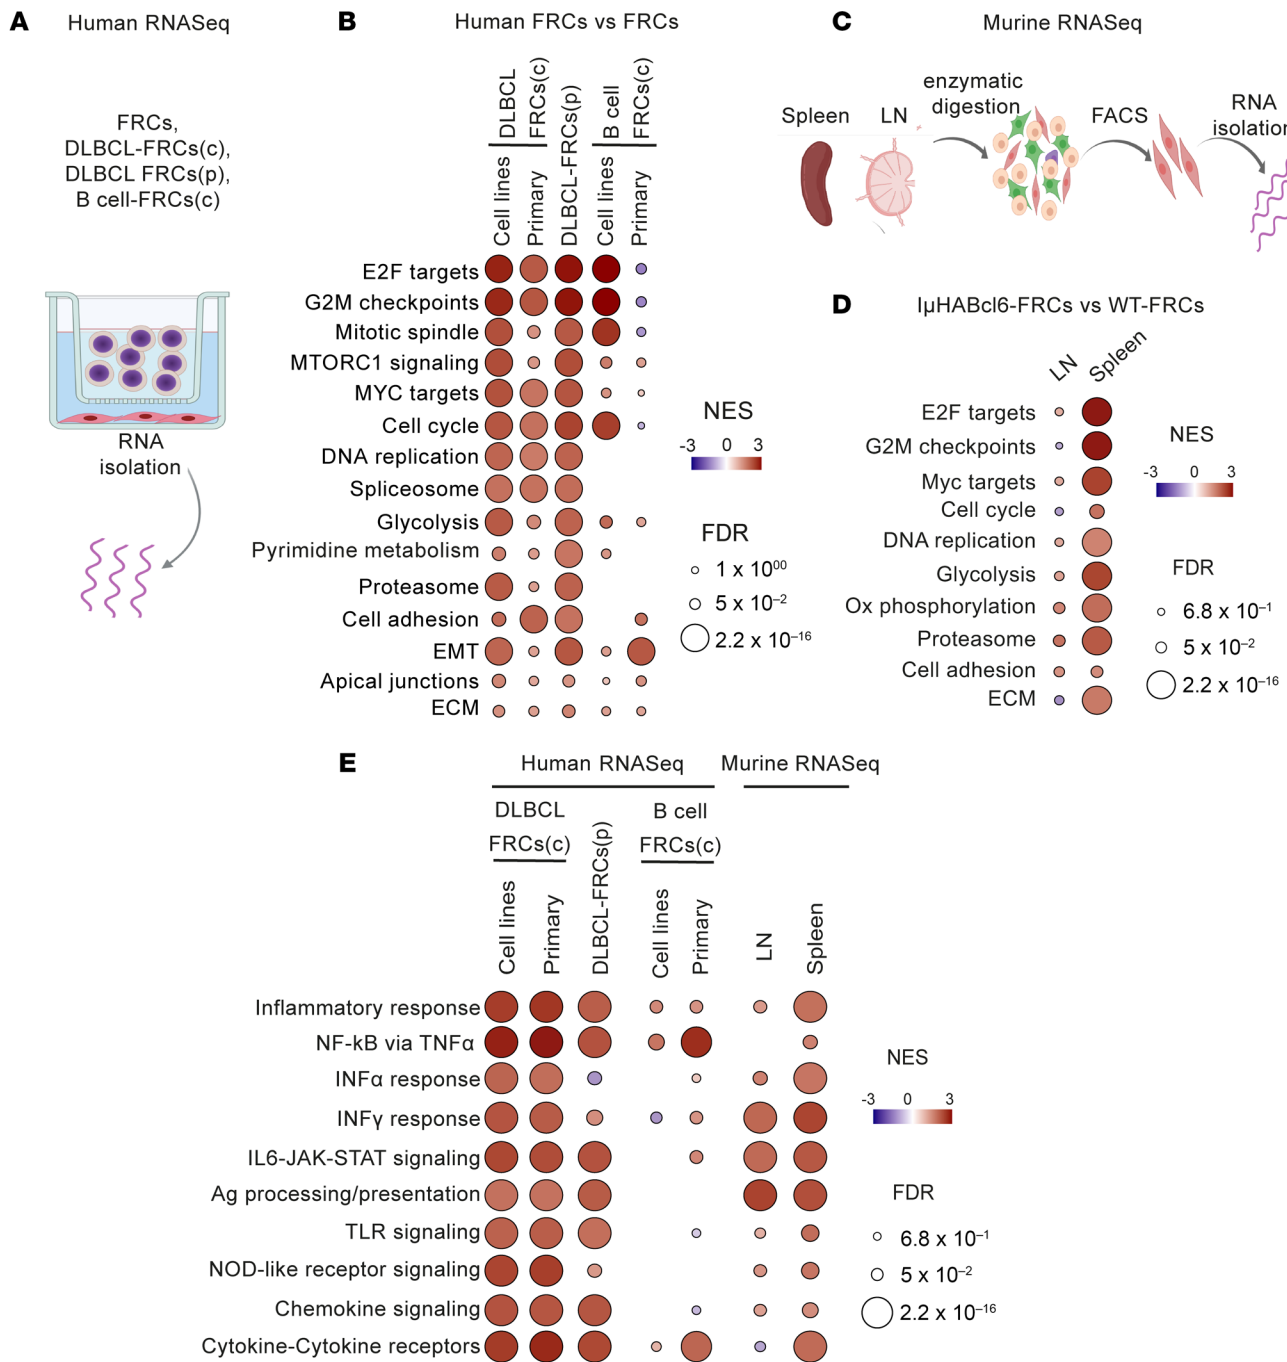 A
Human RNASeq
FRCs,
DLBCL-FRCs(c),
DLBCL FRCs(p),
B cell-FRCs(c)
RNA
isolation
B
Human FRCs vs FRCs
DLBCL
FRCs(c)
DLBCL-FRCs(p)
B cell
FRCs(c)
Cell lines
Primary
Cell lines
Primary
E2F targets
G2M checkpoints
Mitotic spindle
MTORC1 signaling
MYC targets
Cell cycle
DNA replication
Spliceosome
Glycolysis
Pyrimidine metabolism
Proteasome
Cell adhesion
EMT
Apical junctions
ECM
NES
-3 0 3
FDR
1 x 10⁰⁰
5 x 10⁻²
2.2 x 10⁻¹⁶
C
Murine RNASeq
Spleen
LN
enzymatic
digestion
FACS
RNA
isolation
D
IµHABcl6-FRCs vs WT-FRCs
LN
Spleen
E2F targets
G2M checkpoints
Myc targets
Cell cycle
DNA replication
Glycolysis
Ox phosphorylation
Proteasome
Cell adhesion
ECM
NES
-3 0 3
FDR
6.8 x 10⁻¹
5 x 10⁻²
2.2 x 10⁻¹⁶
E
Human RNASeq
Murine RNASeq
DLBCL
FRCs(c)
DLBCL-FRCs(p)
B cell
FRCs(c)
Cell lines
Primary
Cell lines
Primary
LN
Spleen
Inflammatory response
NF-kB via TNFα
INFα response
INFγ response
IL6-JAK-STAT signaling
Ag processing/presentation
TLR signaling
NOD-like receptor signaling
Chemokine signaling
Cytokine-Cytokine receptors
NES
-3 0 3
FDR
6.8 x 10⁻¹
5 x 10⁻²
2.2 x 10⁻¹⁶